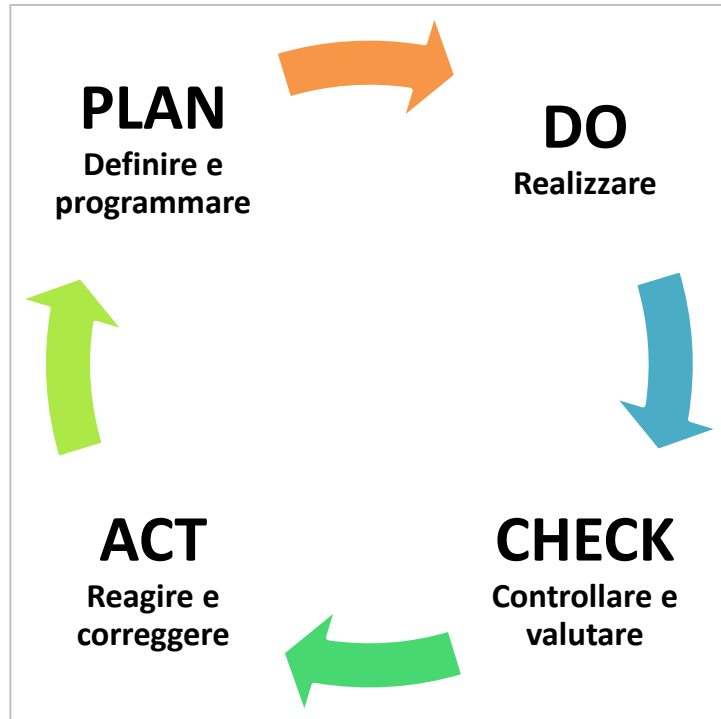 PLAN
Definire e
programmare
DO
Realizzare
CHECK
Controllare e
valutare
ACT
Reagire e
correggere